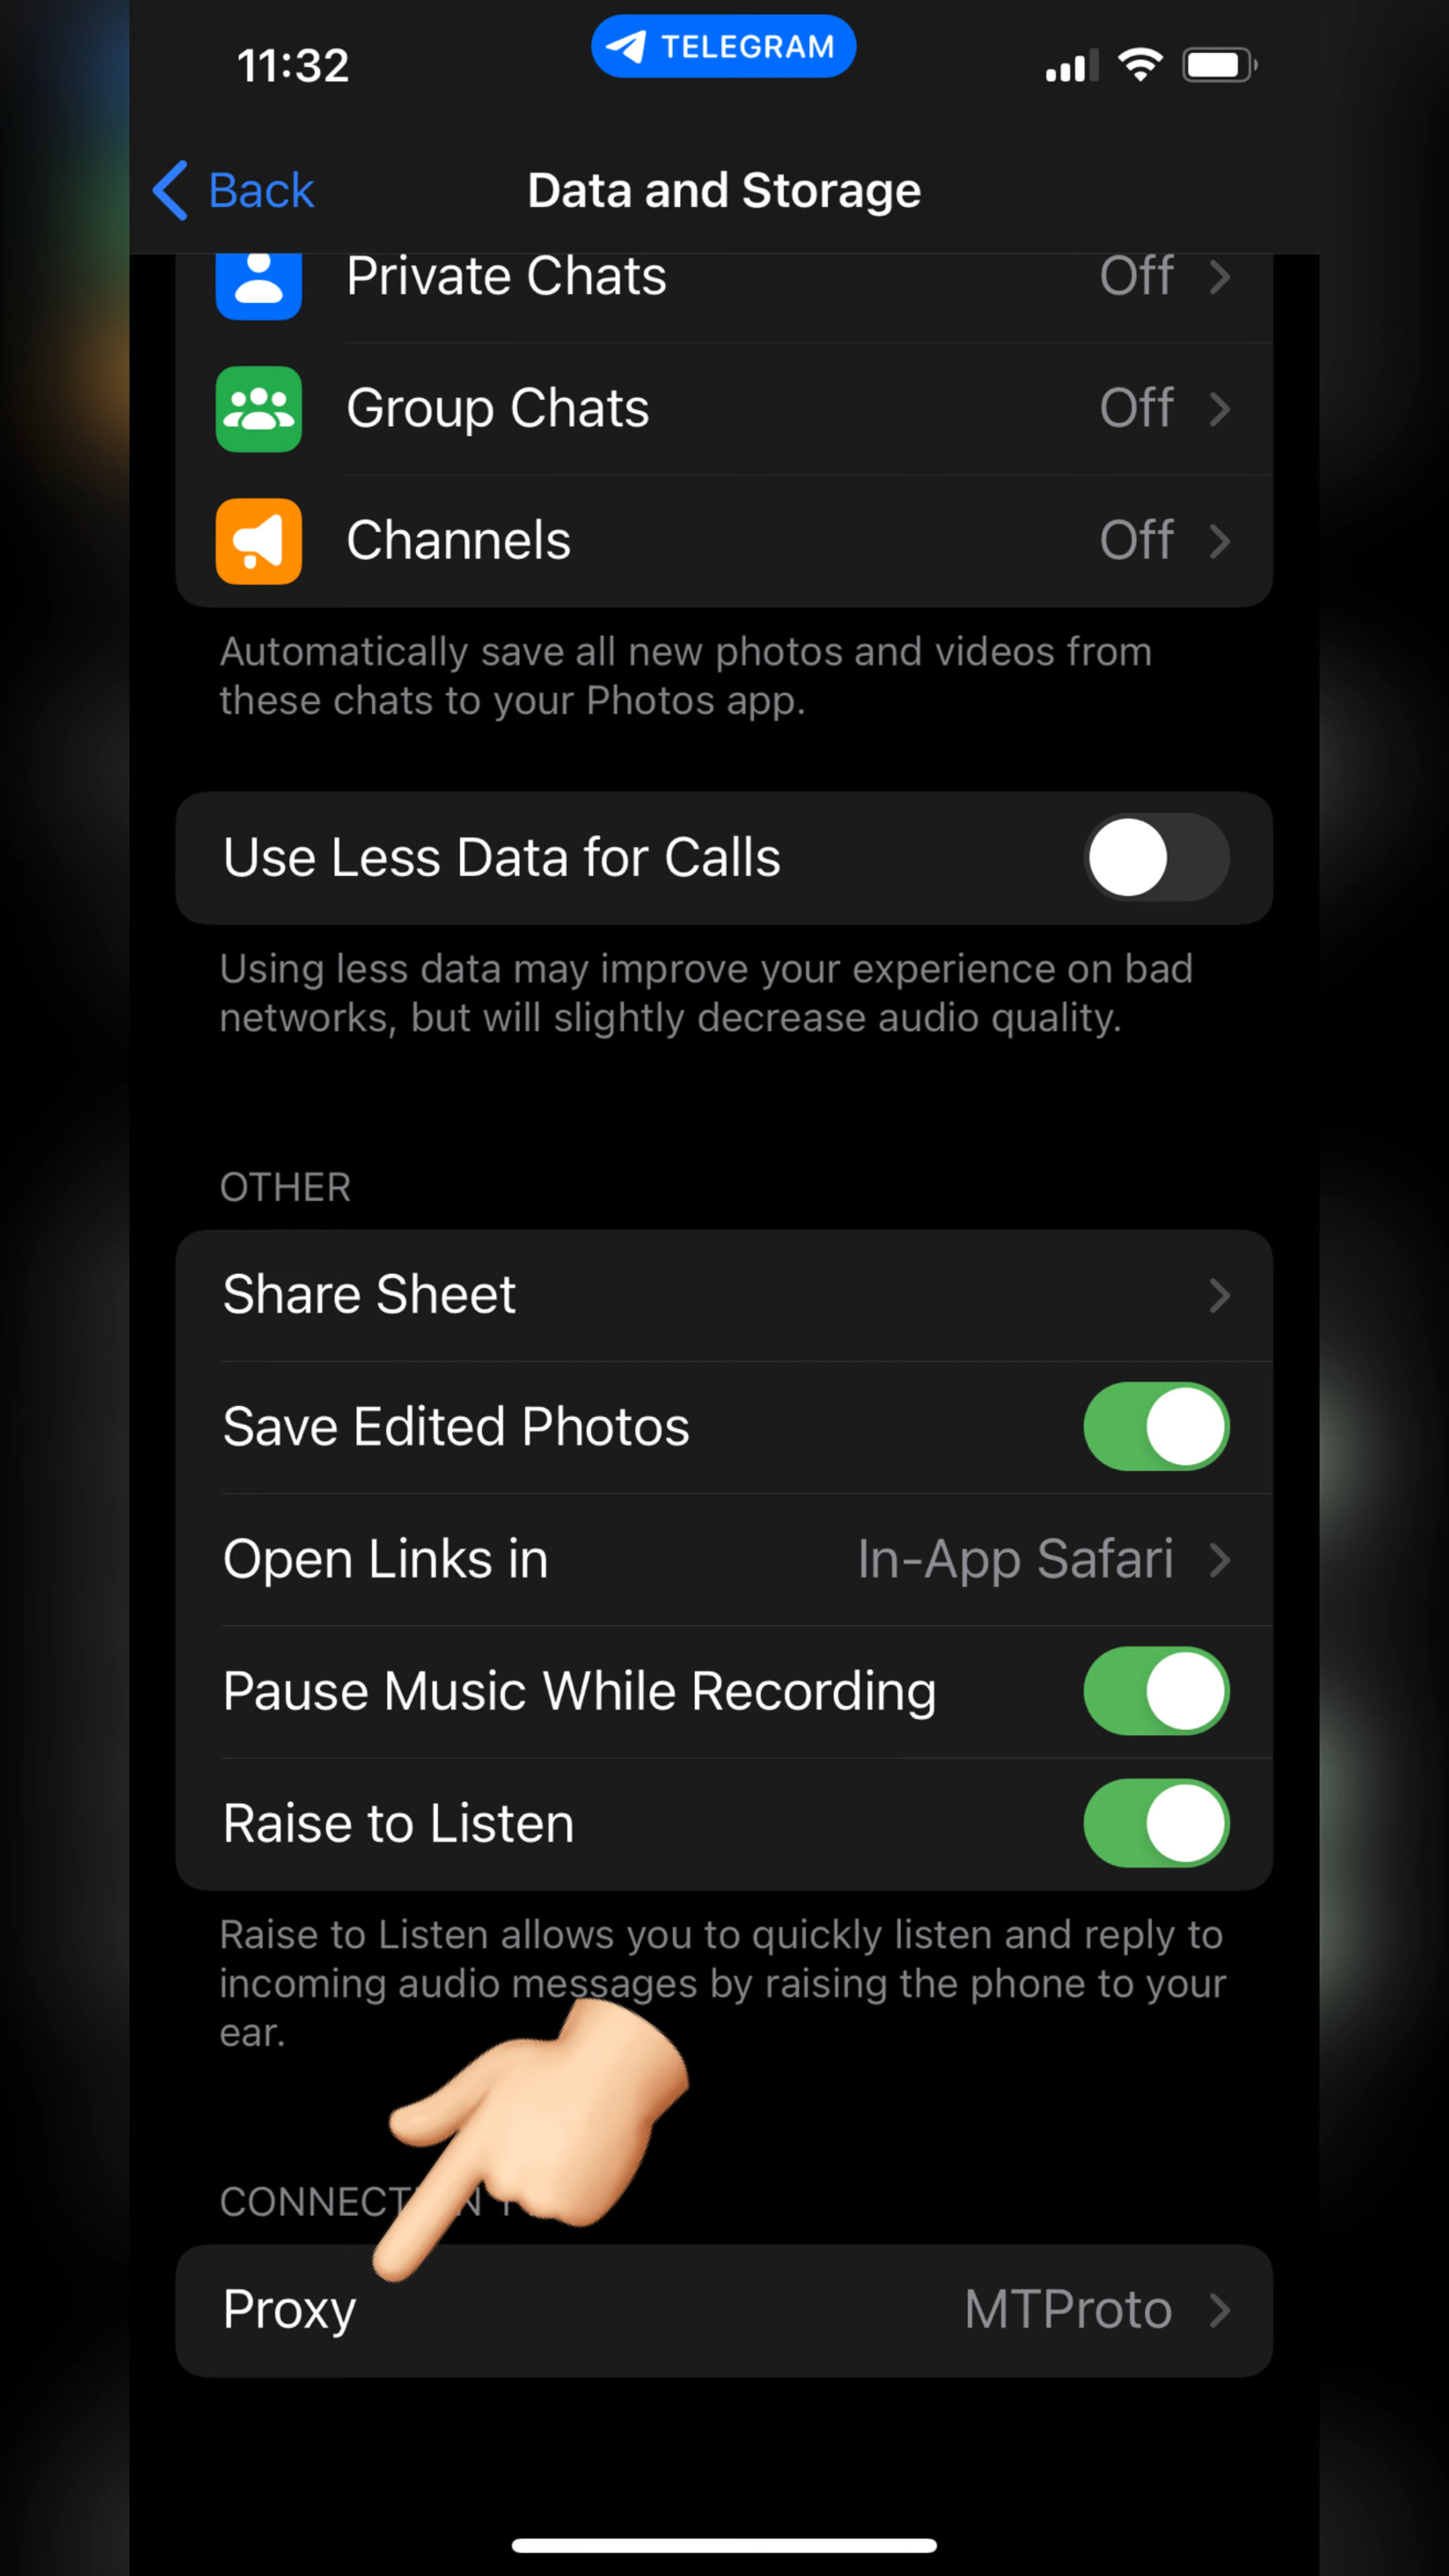 11:32
TELEGRAM
Back
Data and Storage
Private Chats Off
Group Chats Off
Channels Off
Automatically save all new photos and videos from
these chats to your Photos app.
Use Less Data for Calls
Using less data may improve your experience on bad
networks, but will slightly decrease audio quality.
OTHER
Share Sheet
Save Edited Photos
Open Links in In-App Safari
Pause Music While Recording
Raise to Listen
Raise to Listen allows you to quickly listen and reply to
incoming audio messages by raising the phone to your
ear.
Proxy MTProto